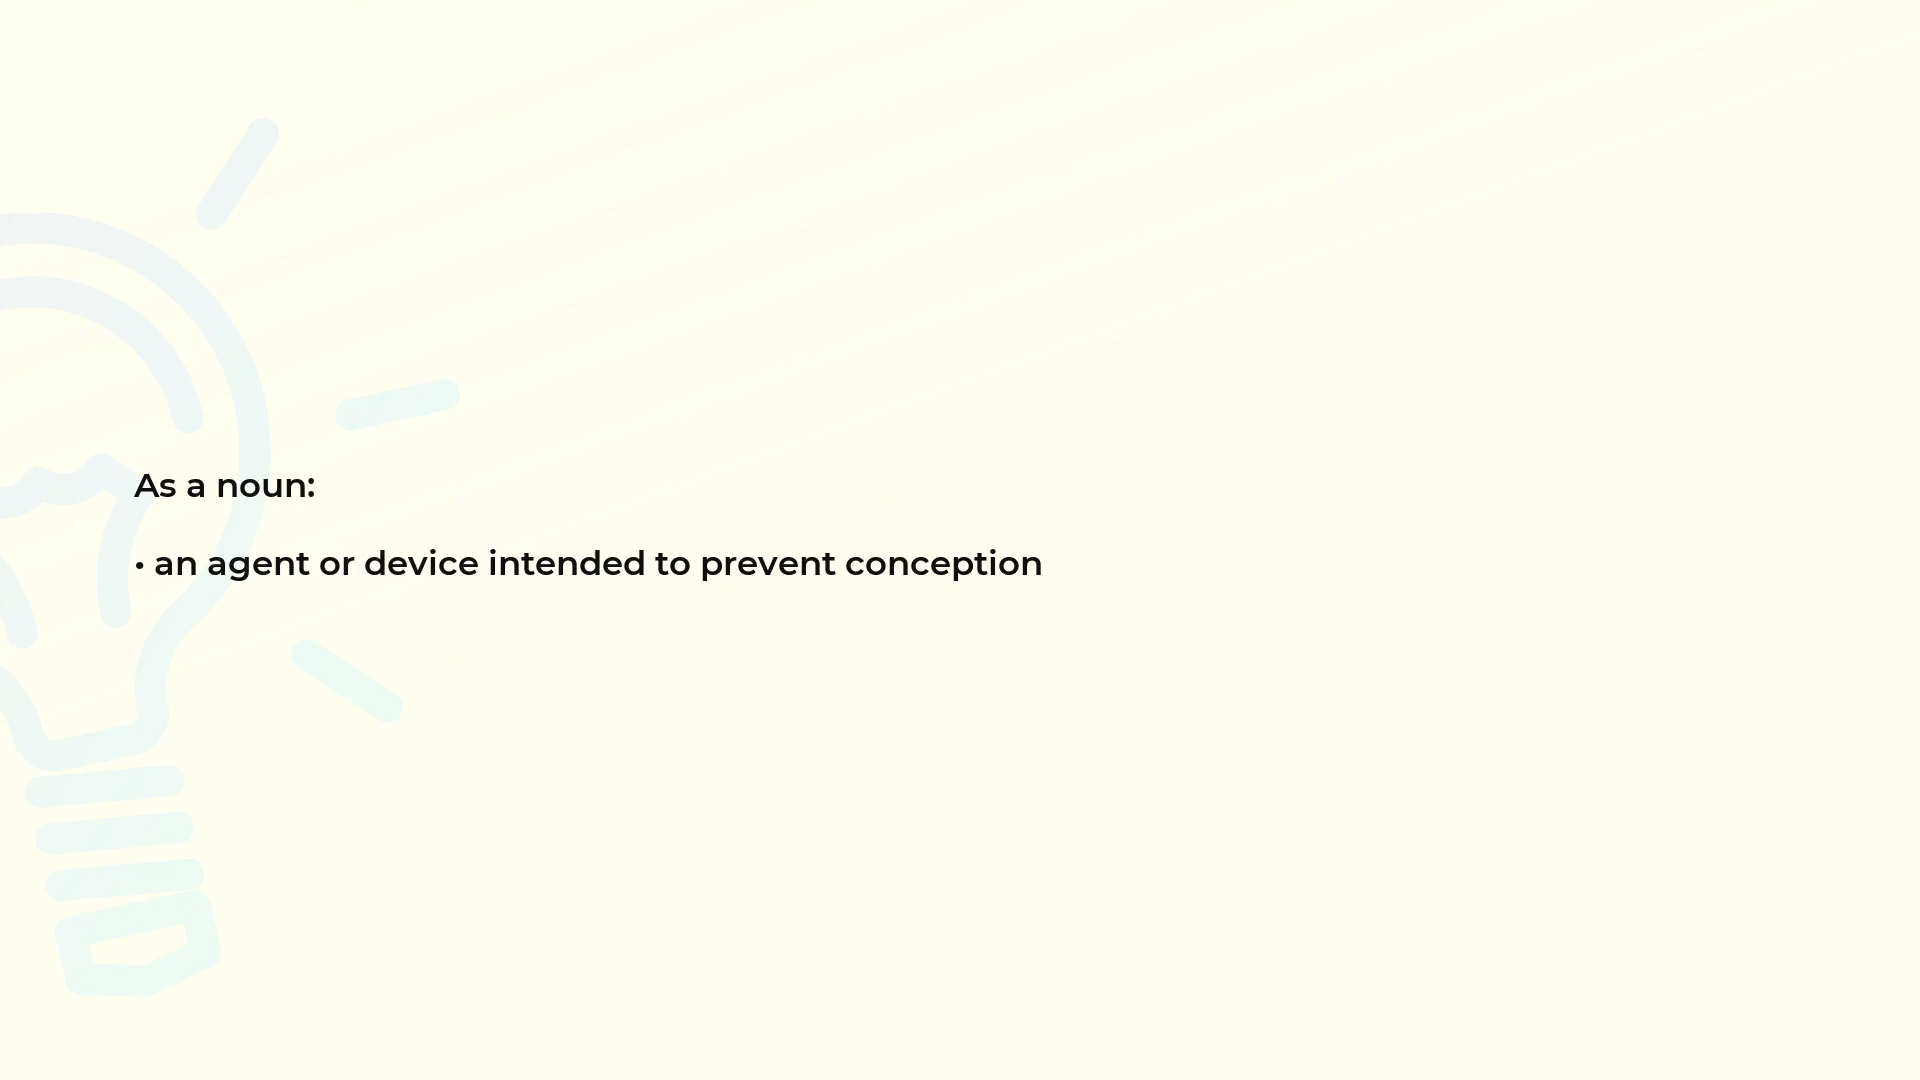 As a noun:
• an agent or device intended to prevent conception